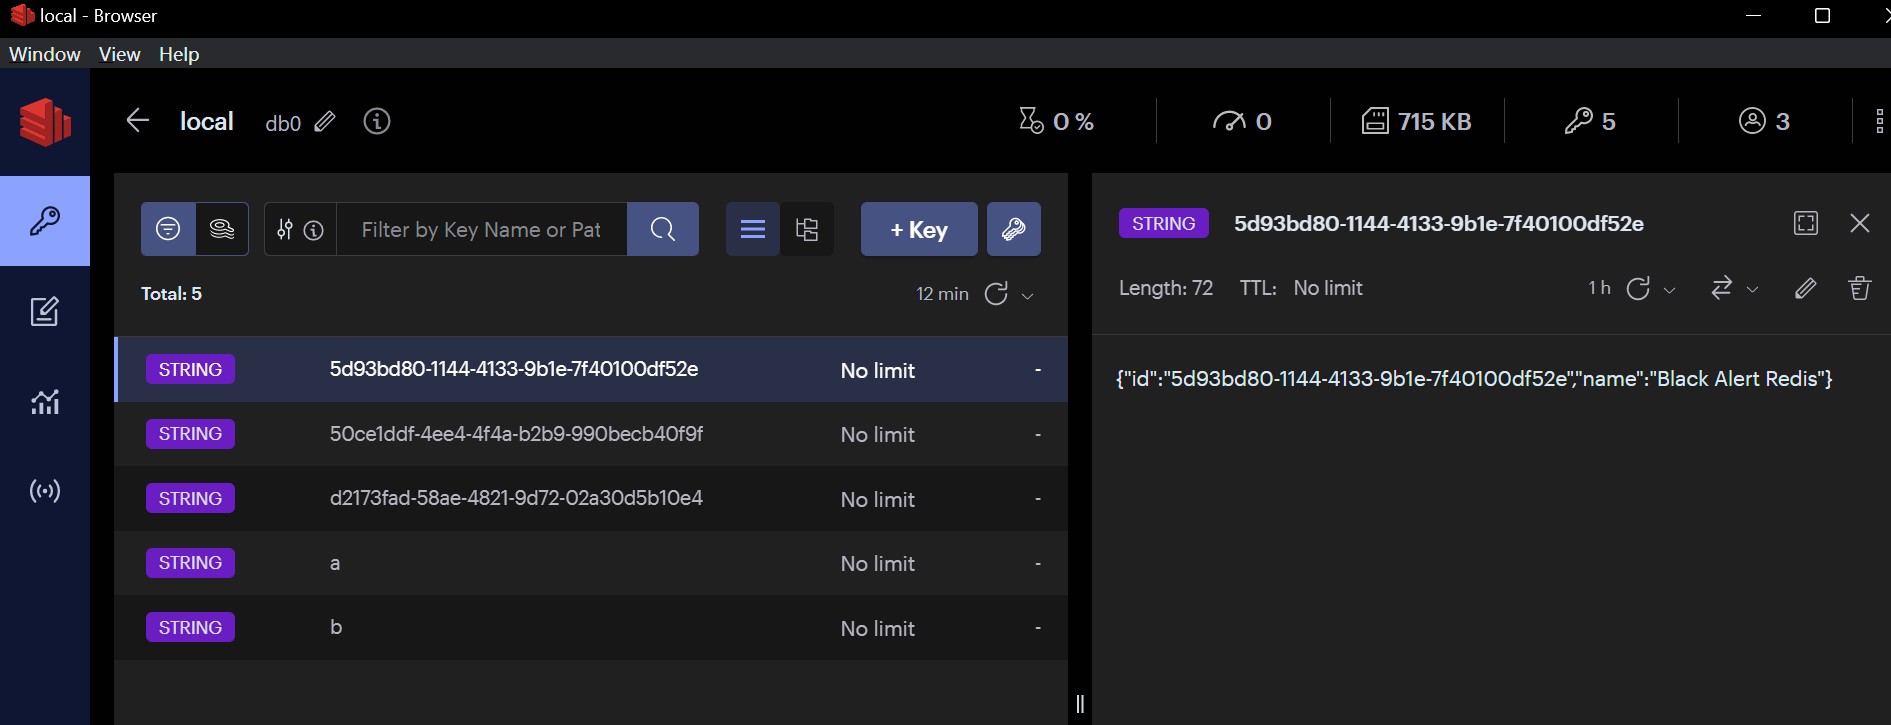 local - Browser
Window View Help
local db0 0 % 0 715 KB 5 3
Filter by Key Name or Pat
+ Key
Total: 5
12 min
STRING 5d93bd80-1144-4133-9b1e-7f40100df52e No limit -
STRING 50ce1ddf-4ee4-4f4a-b2b9-990becb40f9f No limit -
STRING d2173fad-58ae-4821-9d72-02a30d5b10e4 No limit -
STRING a No limit -
STRING b No limit -
STRING 5d93bd80-1144-4133-9b1e-7f40100df52e
Length: 72 TTL: No limit 1 h
{"id":"5d93bd80-1144-4133-9b1e-7f40100df52e","name":"Black Alert Redis"}